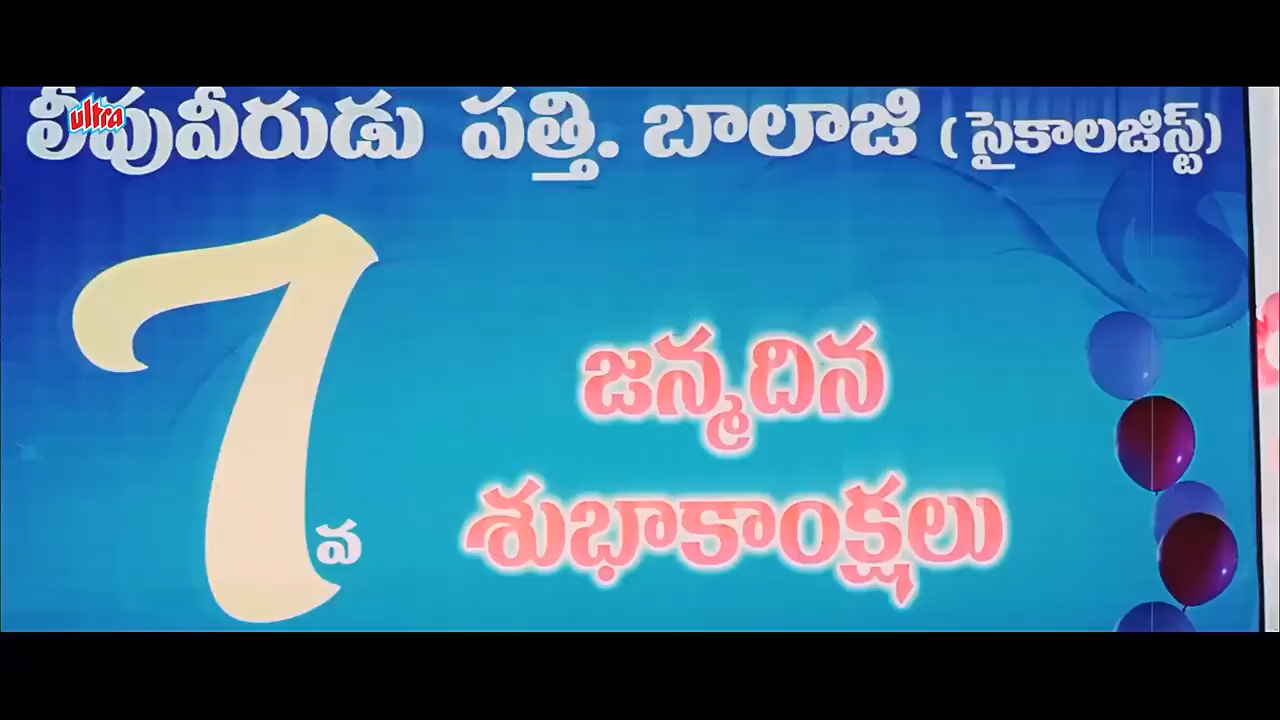 ultra
పత్తి. బాలాజి (సైకాలజిస్ట్)
7వ
జన్మదిన
శుభాకాంక్షలు